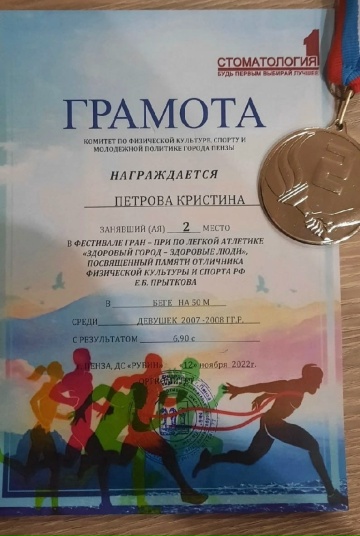 СТОМАТОЛОГИЯ 1
БУДЬ ПЕРВЫМ ВЫБИРАЙ ЛУЧШЕЕ
ГРАМОТА
КОМИТЕТ ПО ФИЗИЧЕСКОЙ КУЛЬТУРЕ, СПОРТУ И
МОЛОДЕЖНОЙ ПОЛИТИКЕ ГОРОДА ПЕНЗЫ
НАГРАЖДАЕТСЯ
ПЕТРОВА КРИСТИНА
ЗАНЯВШИЙ (АЯ) 2 МЕСТО
В ФЕСТИВАЛЕ ГРАН – ПРИ ПО ЛЕГКОЙ АТЛЕТИКЕ
«ЗДОРОВЫЙ ГОРОД – ЗДОРОВЫЕ ЛЮДИ»,
ПОСВЯЩЕННЫЙ ПАМЯТИ ОТЛИЧНИКА
ФИЗИЧЕСКОЙ КУЛЬТУРЫ И СПОРТА РФ
Е.Б. ПРЫТКОВА
В БЕГЕ НА 50 М
СРЕДИ ДЕВУШЕК 2007 -2008 ГГ.Р.
С РЕЗУЛЬТАТОМ 6,90 с
Г. ПЕНЗА, ДС «РУБИН» «12» ноября 2022г.
2